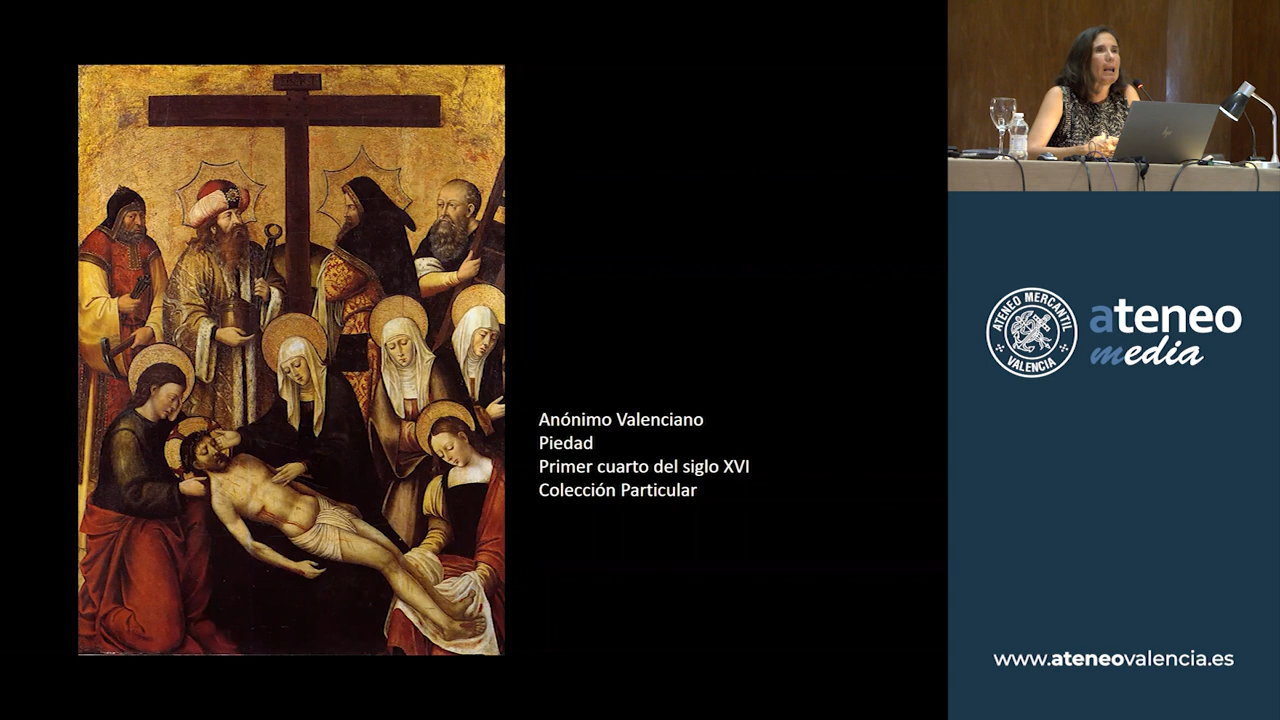 Anónimo Valenciano
Piedad
Primer cuarto del siglo XVI
Colección Particular
ATENEO MERCANTIL
VALENCIA
ateneo
media
www.ateneovalencia.es